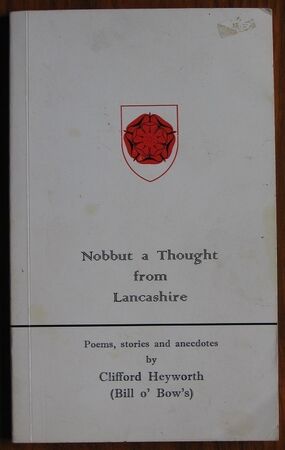 Nobbut a Thought
from
Lancashire
Poems, stories and anecdotes
by
Clifford Heyworth
(Bill o' Bow's)